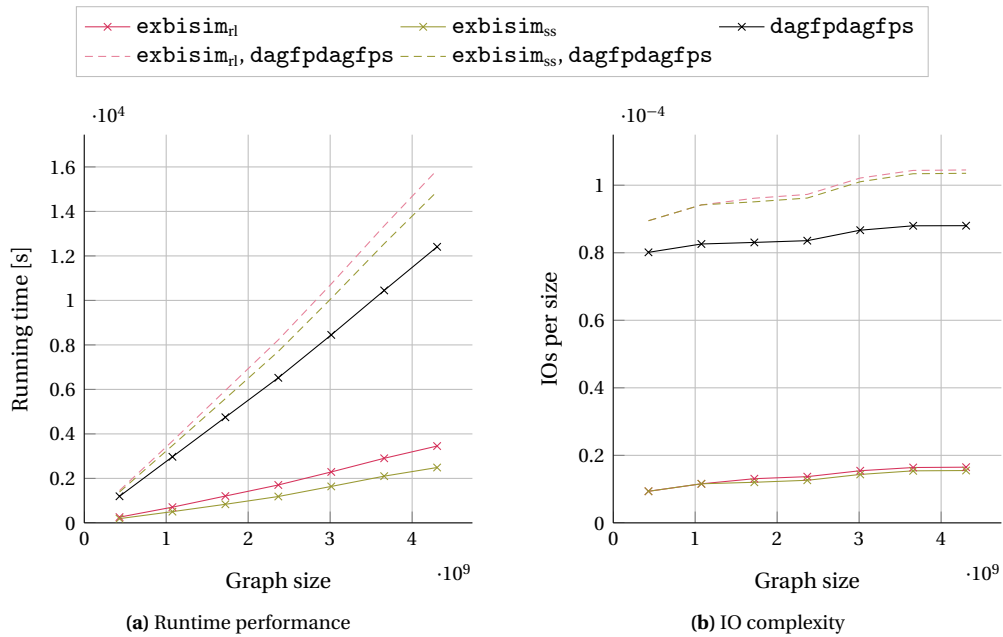 exbisim_rl exbisim_ss dagfpdagfps
exbisim_rl, dagfpdagfps exbisim_ss, dagfpdagfps
·10^4
1.6
1.4
1.2
1
0.8
0.6
0.4
0.2
0
Running time [s]
0 1 2 3 4
·10^9
Graph size
(a) Runtime performance
·10^-4
1
0.8
0.6
0.4
0.2
0
IOs per size
0 1 2 3 4
·10^9
Graph size
(b) IO complexity